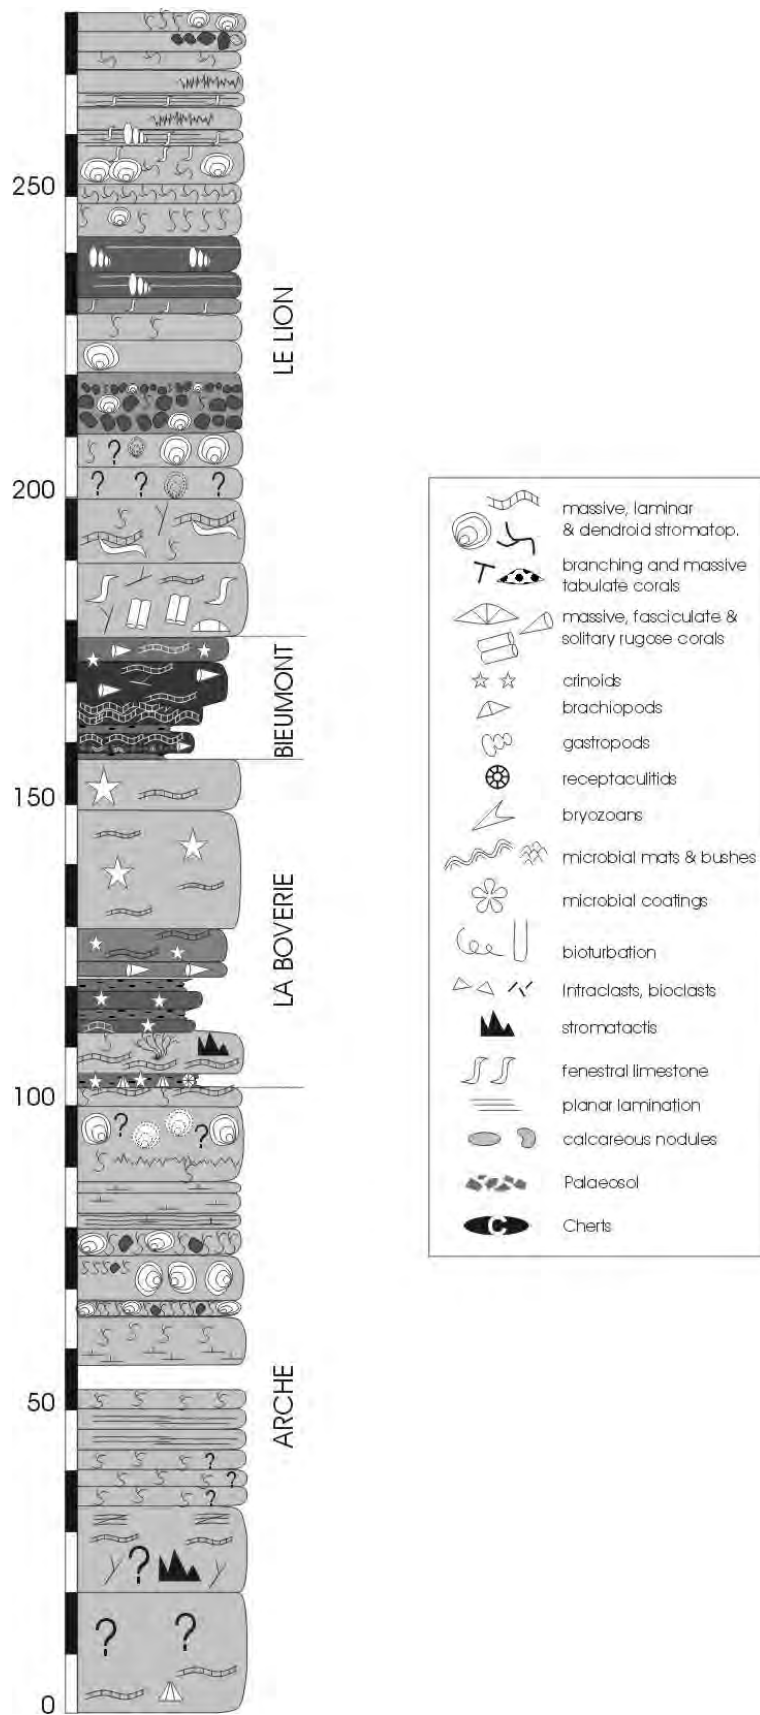 250
LE LION
?
? ? ?
200
BIEUMONT
150
LA BOVERIE
100
? ?
50
ARCHE
?
?
?
?
? ?
0
massive, laminar
& dendroid stromatop.
branching and massive
tabulate corals
massive, fasciculate &
solitary rugose corals
crinoids
brachiopods
gastropods
receptaculitids
bryozoans
microbial mats & bushes
microbial coatings
bioturbation
Intraclasts, bioclasts
stromatactis
fenestral limestone
planar lamination
calcareous nodules
Palaeosol
C Cherts